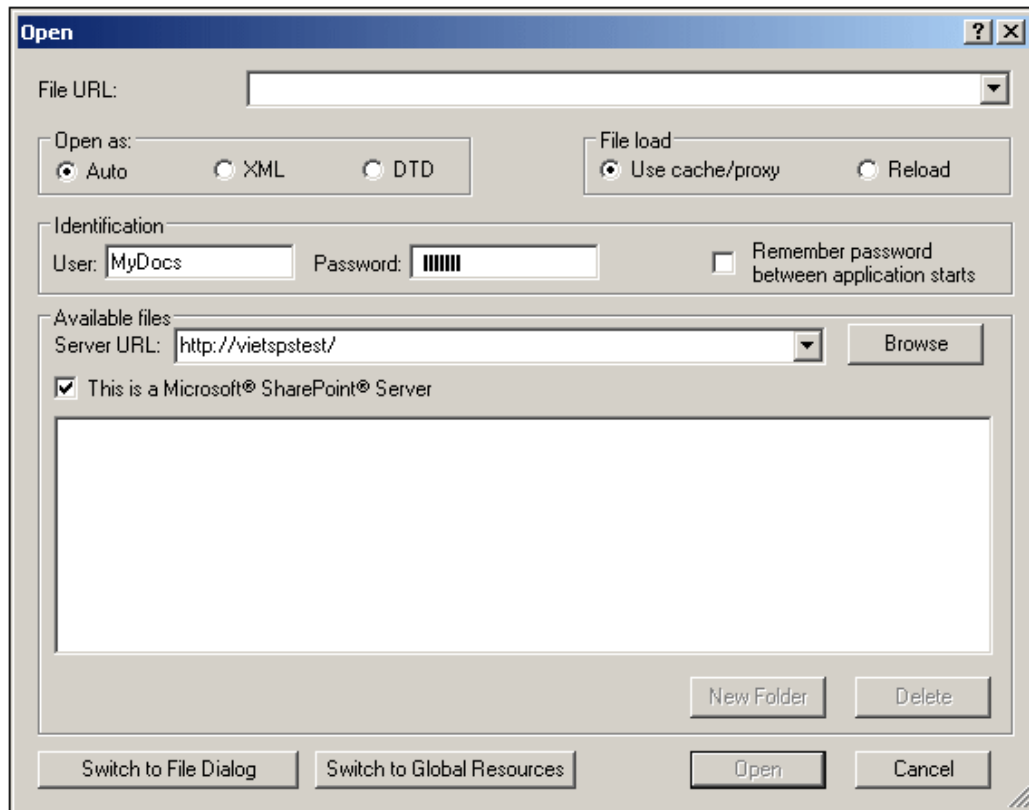 Open
File URL:
Open as:
Auto XML DTD
File load
Use cache/proxy Reload
Identification
User: MyDocs Password:
Remember password
between application starts
Available files
Server URL: http://vietspstest/ Browse
This is a Microsoft® SharePoint® Server
New Folder Delete
Switch to File Dialog Switch to Global Resources Open Cancel